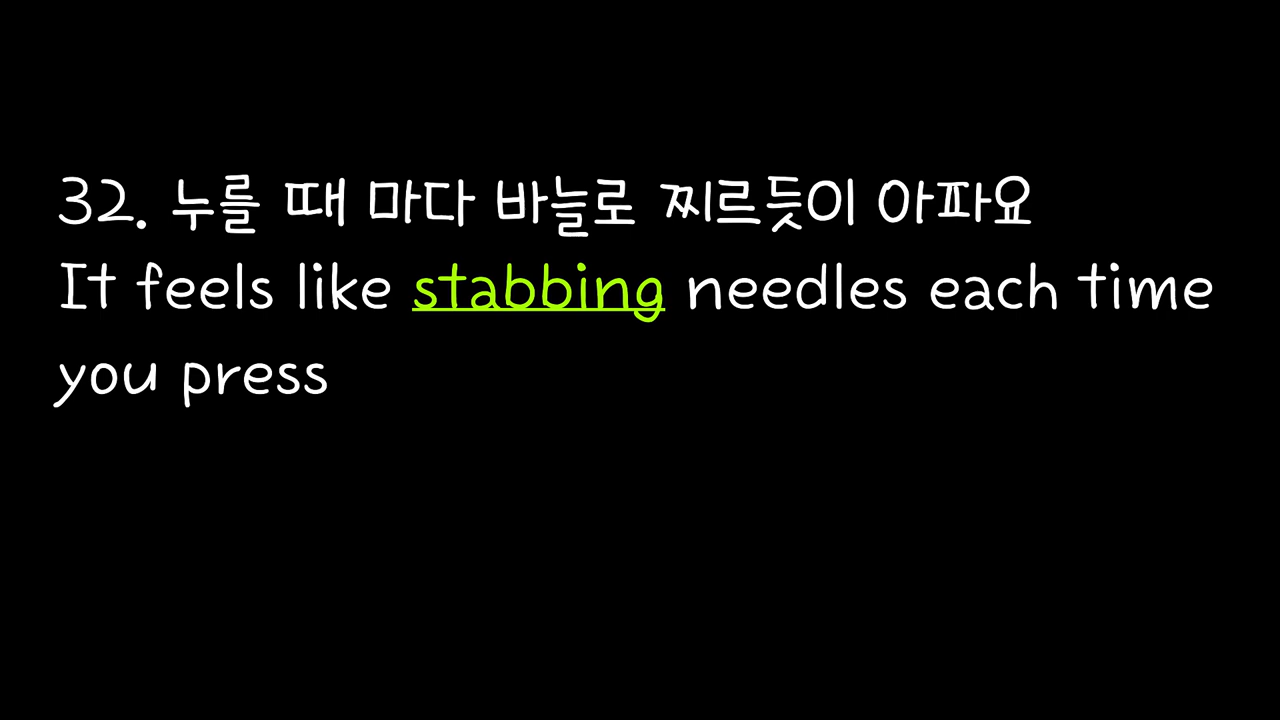 32. 누를 때 마다 바늘로 찌르듯이 아파요
It feels like stabbing needles each time
you press